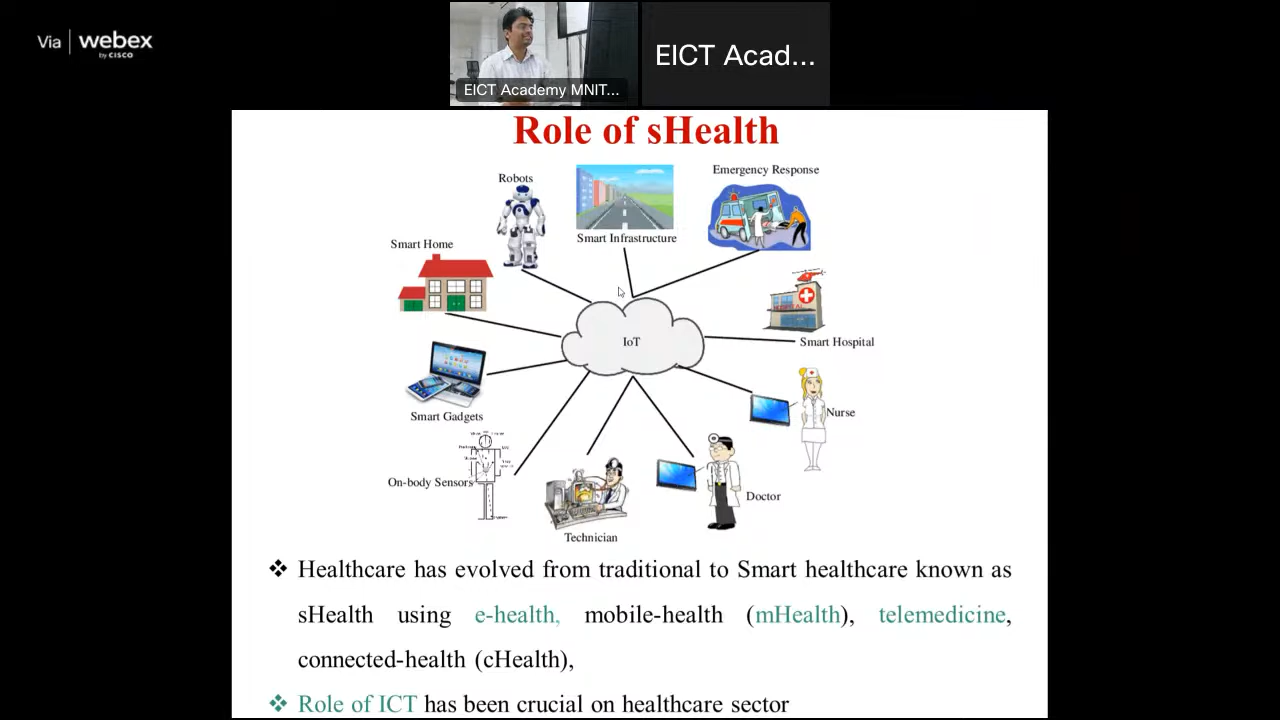 Via | webex
by CISCO
EICT Academy MNIT...
EICT Acad...
Role of sHealth
Robots
Emergency Response
Smart Infrastructure
Smart Home
IoT
HOSPITAL
Smart Hospital
Smart Gadgets
Nurse
On-body Sensors
Doctor
Technician
❖ Healthcare has evolved from traditional to Smart healthcare known as
sHealth using e-health, mobile-health (mHealth), telemedicine,
connected-health (cHealth),
❖ Role of ICT has been crucial on healthcare sector